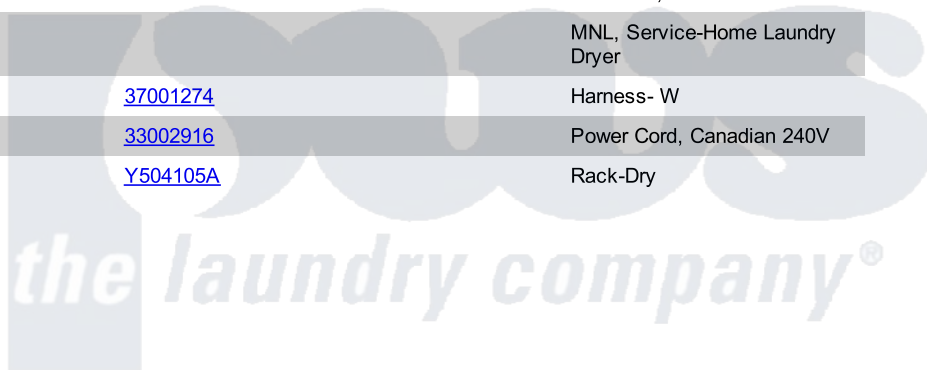 MNL, Service-Home Laundry
Dryer
37001274 Harness- W
33002916 Power Cord, Canadian 240V
Y504105A Rack-Dry
the laundry company®